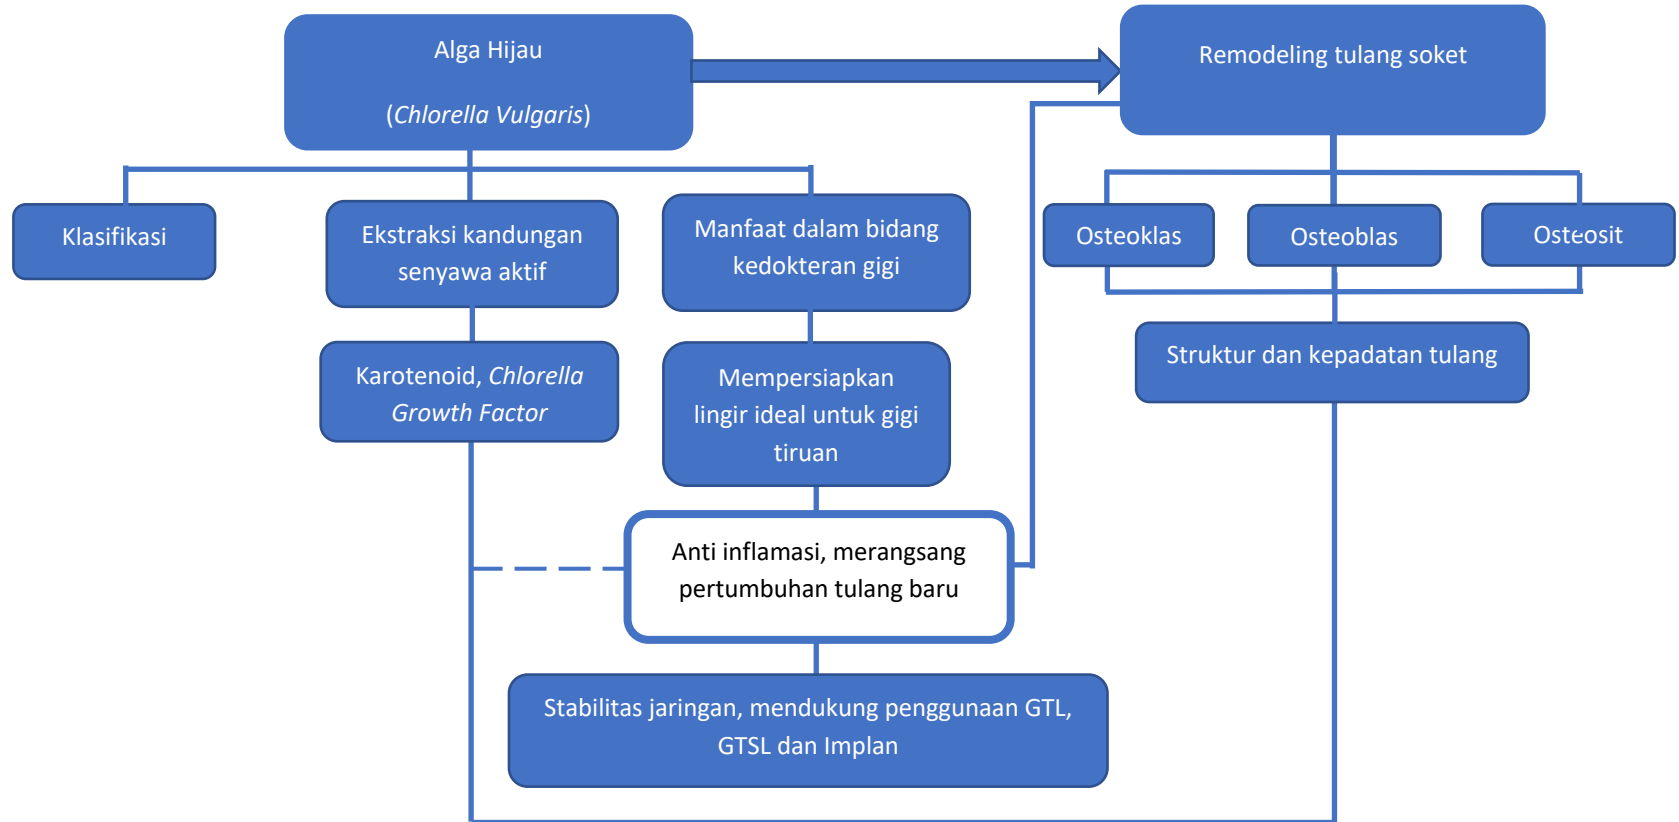 Alga Hijau
(Chlorella Vulgaris)
Remodeling tulang soket
Klasifikasi
Ekstraksi kandungan
senyawa aktif
Manfaat dalam bidang
kedokteran gigi
Osteoklas
Osteoblas
Osteosit
Karotenoid, Chlorella
Growth Factor
Mempersiapkan
lingir ideal untuk gigi
tiruan
Struktur dan kepadatan tulang
Anti inflamasi, merangsang
pertumbuhan tulang baru
Stabilitas jaringan, mendukung penggunaan GTL,
GTSL dan Implan